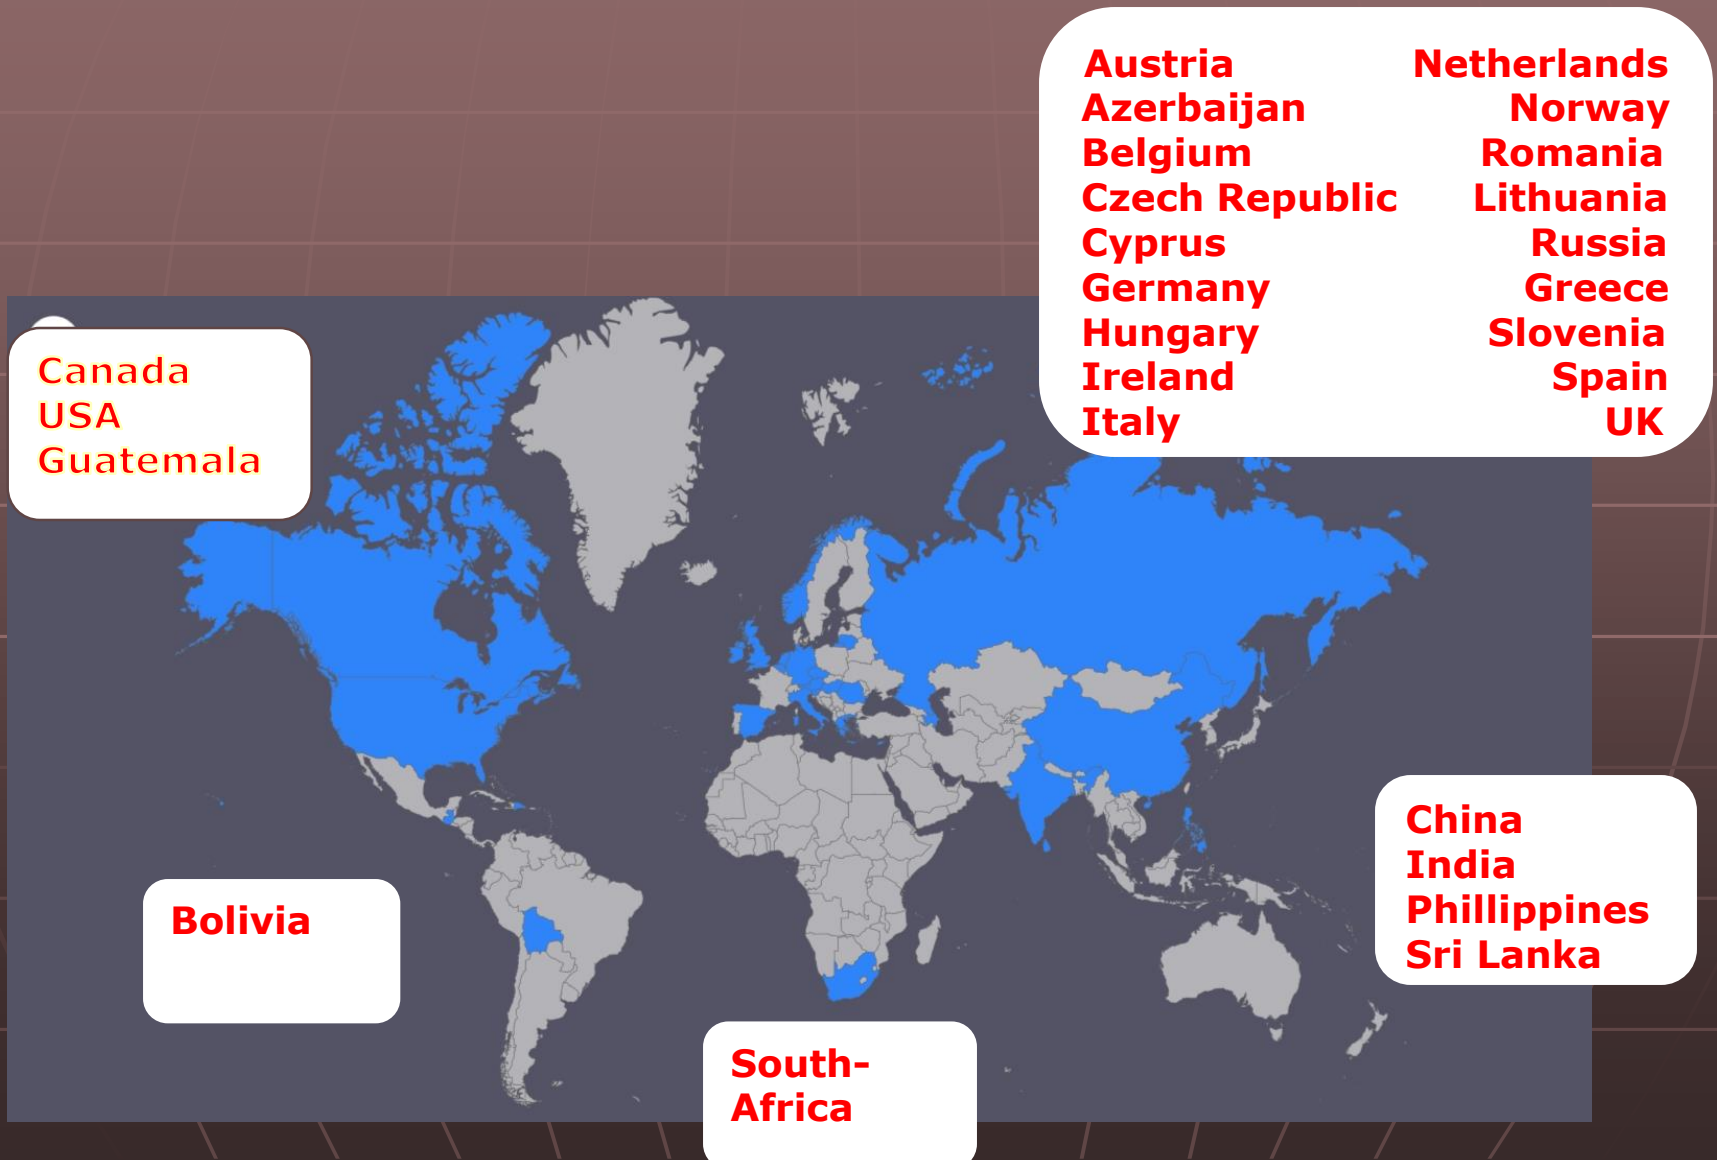 Austria Netherlands
Azerbaijan Norway
Belgium Romania
Czech Republic Lithuania
Cyprus Russia
Germany Greece
Hungary Slovenia
Ireland Spain
Italy UK
Canada
USA
Guatemala
China
India
Phillippines
Sri Lanka
Bolivia
South-
Africa